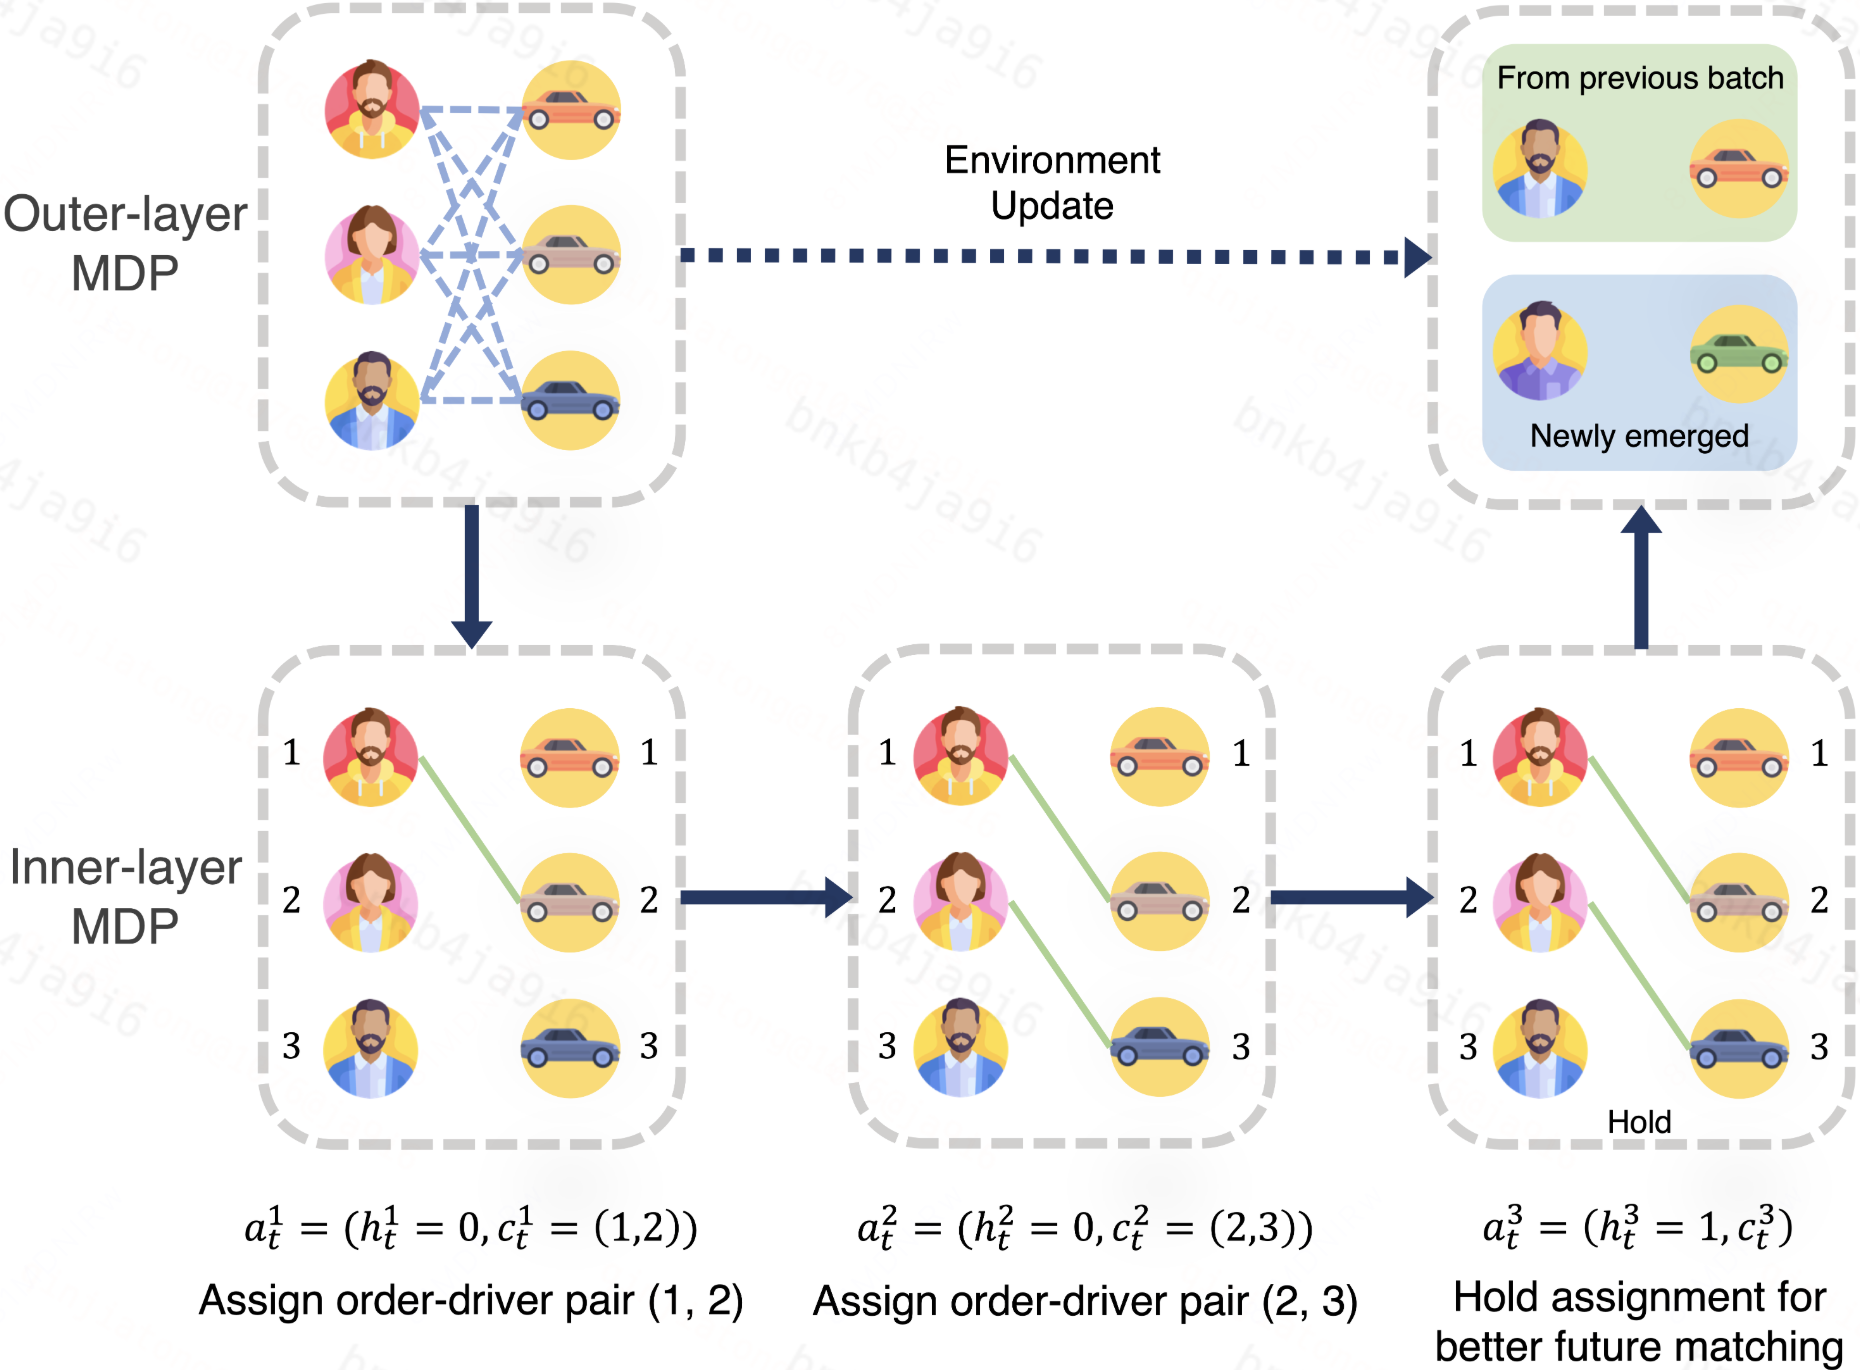 From previous batch
Environment
Update
Outer-layer
MDP
Newly emerged
Inner-layer
MDP
1 1 1 1 1 1
2 2 2 2 2 2
3 3 3 3 3 3
Hold
a_t^1 = (h_t^1 = 0, c_t^1 = (1,2))
a_t^2 = (h_t^2 = 0, c_t^2 = (2,3))
a_t^3 = (h_t^3 = 1, c_t^3)
Assign order-driver pair (1, 2)
Assign order-driver pair (2, 3)
Hold assignment for
better future matching
bnkb4ja9i6